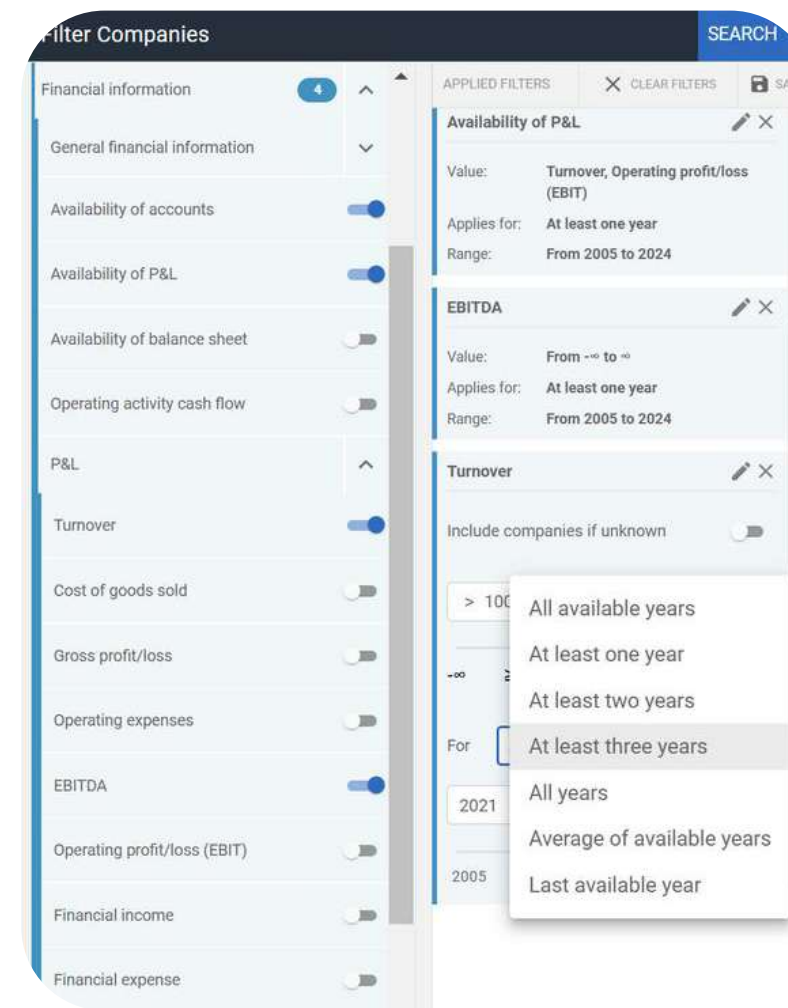 Filter Companies
SEARCH
Financial information
4
General financial information
Availability of accounts
Availability of P&L
Availability of balance sheet
Operating activity cash flow
P&L
Turnover
Cost of goods sold
Gross profit/loss
Operating expenses
EBITDA
Operating profit/loss (EBIT)
Financial income
Financial expense
APPLIED FILTERS
CLEAR FILTERS
Availability of P&L
Value: Turnover, Operating profit/loss
(EBIT)
Applies for: At least one year
Range: From 2005 to 2024
EBITDA
Value: From -∞ to ∞
Applies for: At least one year
Range: From 2005 to 2024
Turnover
Include companies if unknown
> 100
-∞
For
2021
2005
All available years
At least one year
At least two years
At least three years
All years
Average of available years
Last available year